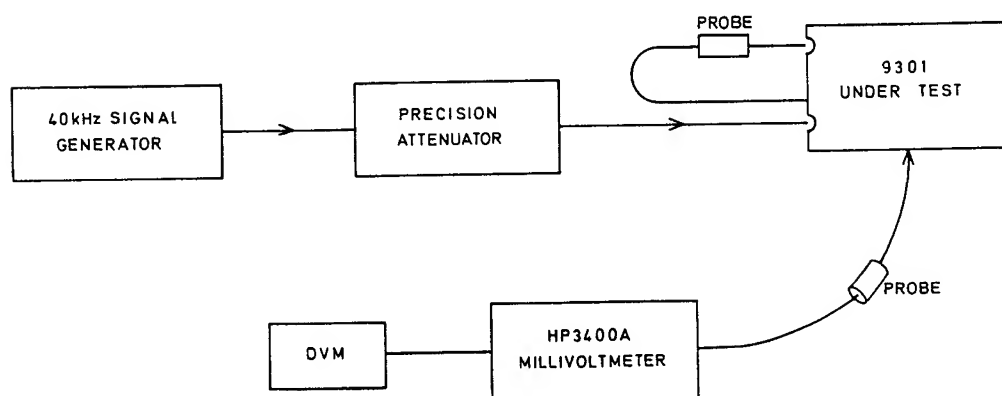 PROBE
9301
UNDER TEST
40kHz SIGNAL
GENERATOR
PRECISION
ATTENUATOR
PROBE
DVM
HP3400A
MILLIVOLTMETER